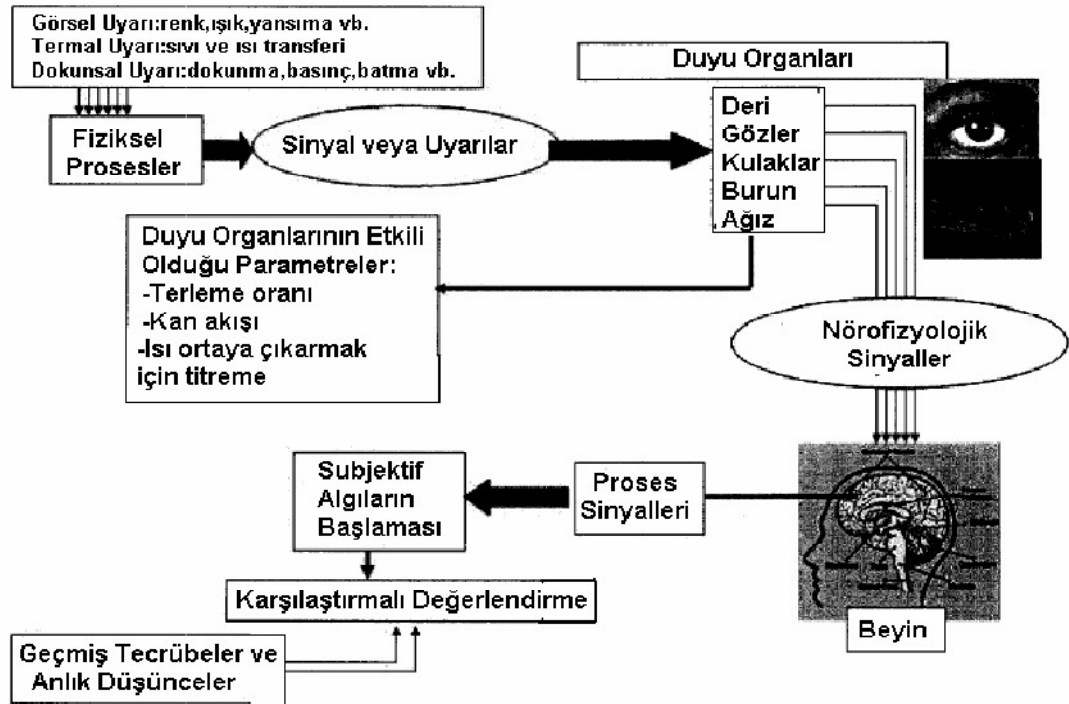 Görsel Uyarı:renk,ışık,yansıma vb.
Termal Uyarı:sıvı ve ısı transferi
Dokunsal Uyarı:dokunma,basınç,batma vb.
Fiziksel
Prosesler
Sinyal veya Uyarılar
Duyu Organları
Deri
Gözler
Kulaklar
Burun
Ağız
Duyu Organlarının Etkili
Olduğu Parametreler:
-Terleme oranı
-Kan akışı
-Isı ortaya çıkarmak
için titreme
Nörofizyolojik
Sinyaller
Beyin
Proses
Sinyalleri
Subjektif
Algıların
Başlaması
Karşılaştırmalı Değerlendirme
Geçmiş Tecrübeler ve
Anlık Düşünceler